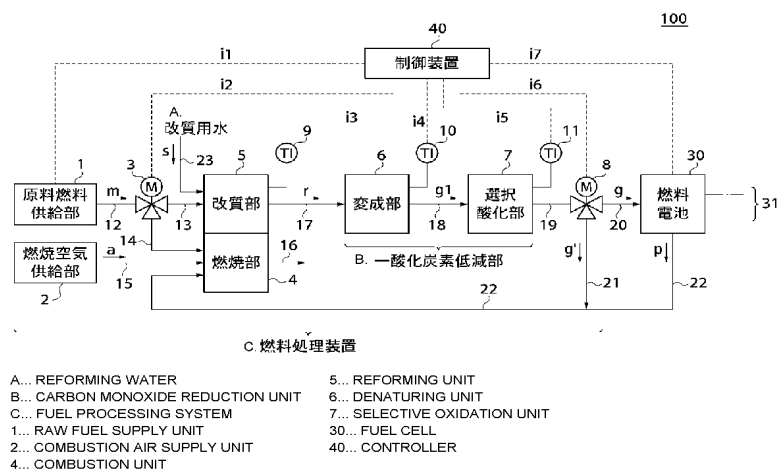 100
40
制御装置
i1
i7
i2
i6
A.
改質用水
i3
i4
i5
s
23
9
TI
10
TI
11
TI
1
3
M
5
6
7
8
M
30
原料燃料
供給部
m
12
13
改質部
r
17
変成部
g1
18
選択
酸化部
19
g
20
燃料
電池
31
14
燃焼空気
供給部
a
15
2
燃焼部
16
4
B. 一酸化炭素低減部
g'
21
p
22
22
C. 燃料処理装置
A... REFORMING WATER
B... CARBON MONOXIDE REDUCTION UNIT
C... FUEL PROCESSING SYSTEM
1... RAW FUEL SUPPLY UNIT
2... COMBUSTION AIR SUPPLY UNIT
4... COMBUSTION UNIT
5... REFORMING UNIT
6... DENATURING UNIT
7... SELECTIVE OXIDATION UNIT
30... FUEL CELL
40... CONTROLLER